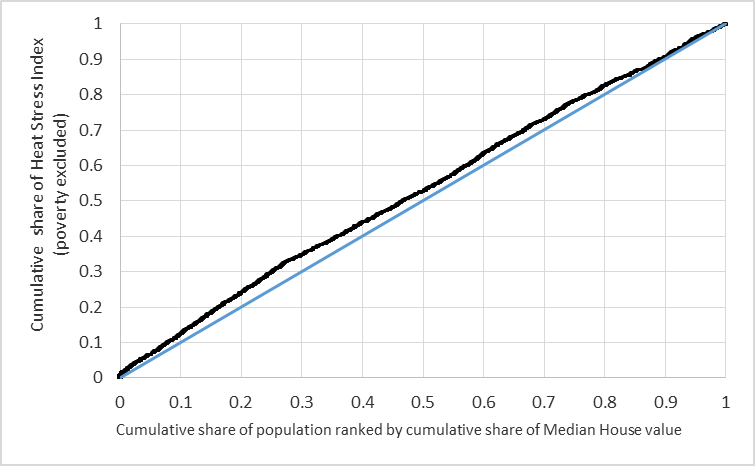 Cumulative share of Heat Stress Index
(poverty excluded)
1
0.9
0.8
0.7
0.6
0.5
0.4
0.3
0.2
0.1
0
0 0.1 0.2 0.3 0.4 0.5 0.6 0.7 0.8 0.9 1
Cumulative share of population ranked by cumulative share of Median House value